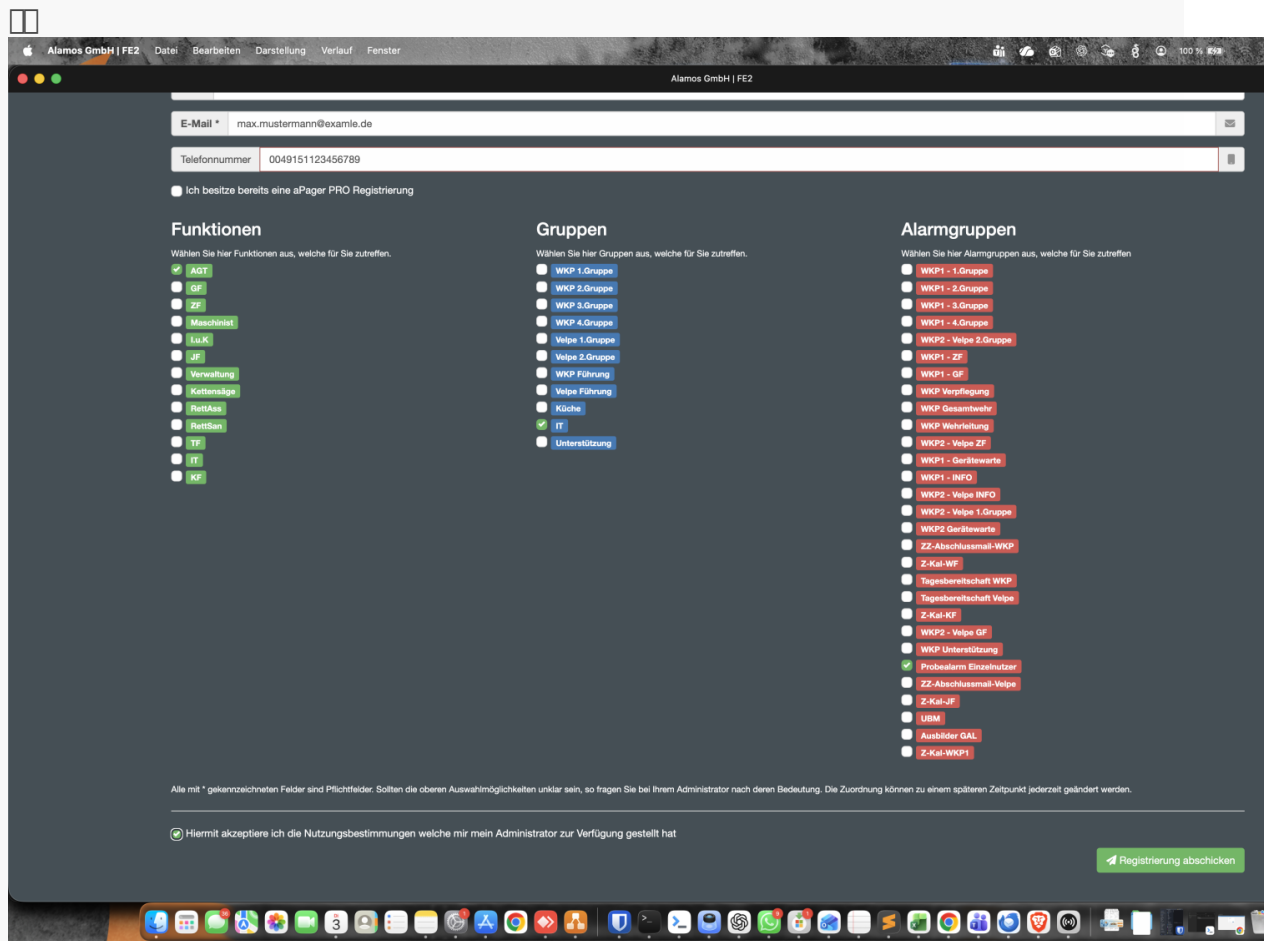 Alamos GmbH | FE2 Datei Bearbeiten Darstellung Verlauf Fenster 100 %
Alamos GmbH | FE2
E-Mail * max.mustermann@examle.de
Telefonnummer 0049151123456789
Ich besitze bereits eine aPager PRO Registrierung
Funktionen
Wählen Sie hier Funktionen aus, welche für Sie zutreffen.
AGT
GF
ZF
Maschinist
I.u.K
JF
Verwaltung
Kettensäge
RettAss
RettSan
TF
IT
KF
Gruppen
Wählen Sie hier Gruppen aus, welche für Sie zutreffen.
WKP 1.Gruppe
WKP 2.Gruppe
WKP 3.Gruppe
WKP 4.Gruppe
Velpe 1.Gruppe
Velpe 2.Gruppe
WKP Führung
Velpe Führung
Küche
IT
Unterstützung
Alarmgruppen
Wählen Sie hier Alarmgruppen aus, welche für Sie zutreffen
WKP1 - 1.Gruppe
WKP1 - 2.Gruppe
WKP1 - 3.Gruppe
WKP1 - 4.Gruppe
WKP2 - Velpe 2.Gruppe
WKP1 - ZF
WKP1 - GF
WKP Verpflegung
WKP Gesamtwehr
WKP Wehrleitung
WKP2 - Velpe ZF
WKP1 - Gerätewarte
WKP1 - INFO
WKP2 - Velpe INFO
WKP2 - Velpe 1.Gruppe
WKP2 Gerätewarte
ZZ-Abschlussmail-WKP
Z-Kal-WF
Tagesbereitschaft WKP
Tagesbereitschaft Velpe
Z-Kal-KF
WKP2 - Velpe GF
WKP Unterstützung
Probealarm Einzelnutzer
ZZ-Abschlussmail-Velpe
Z-Kal-JF
UBM
Ausbilder GAL
Z-Kal-WKP1
Alle mit * gekennzeichneten Felder sind Pflichtfelder. Sollten die oberen Auswahlmöglichkeiten unklar sein, so fragen Sie bei Ihrem Administrator nach deren Bedeutung. Die Zuordnung können zu einem späteren Zeitpunkt jederzeit geändert werden.
Hiermit akzeptiere ich die Nutzungsbestimmungen welche mir mein Administrator zur Verfügung gestellt hat
Registrierung abschicken
3